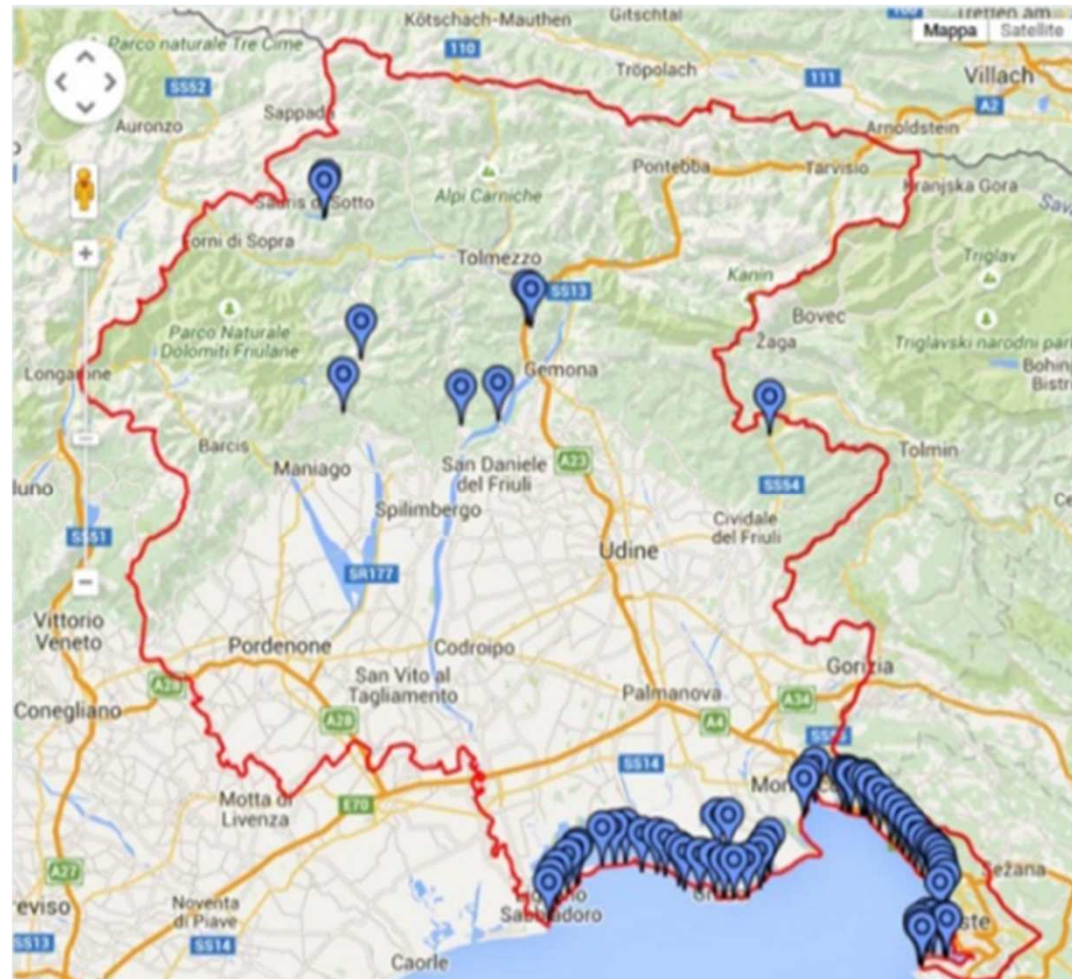 Kötschach-Mauthen
Gitschtal
Mappa
Satellite
Parco naturale Tre Cime
110
Tröpolach
111
Villach
SS52
A2
Sappada
Auronzo
Arnoldstein
Pontebba
Tarvisio
Kranjska Gora
Alpi Carniche
Sauris di Sotto
Forni di Sopra
Tolmezzo
Triglav
Kanin
SS13
Bovec
Parco Naturale
Dolomiti Friulane
Žaga
Triglavski narodni park
Longarone
Gemona
Barcis
Tolmin
Maniago
San Daniele
del Friuli
A23
SS54
Spilimbergo
SS51
Cividale
del Friuli
Udine
SR177
Vittorio
Veneto
Pordenone
Codroipo
San Vito al
Tagliamento
Gorizia
A28
Palmanova
A34
Conegliano
A28
A4
SS14
Motta di
Livenza
E70
A27
Sežana
Noventa
di Piave
Sabbiadoro
SS13
SS14
Caorle